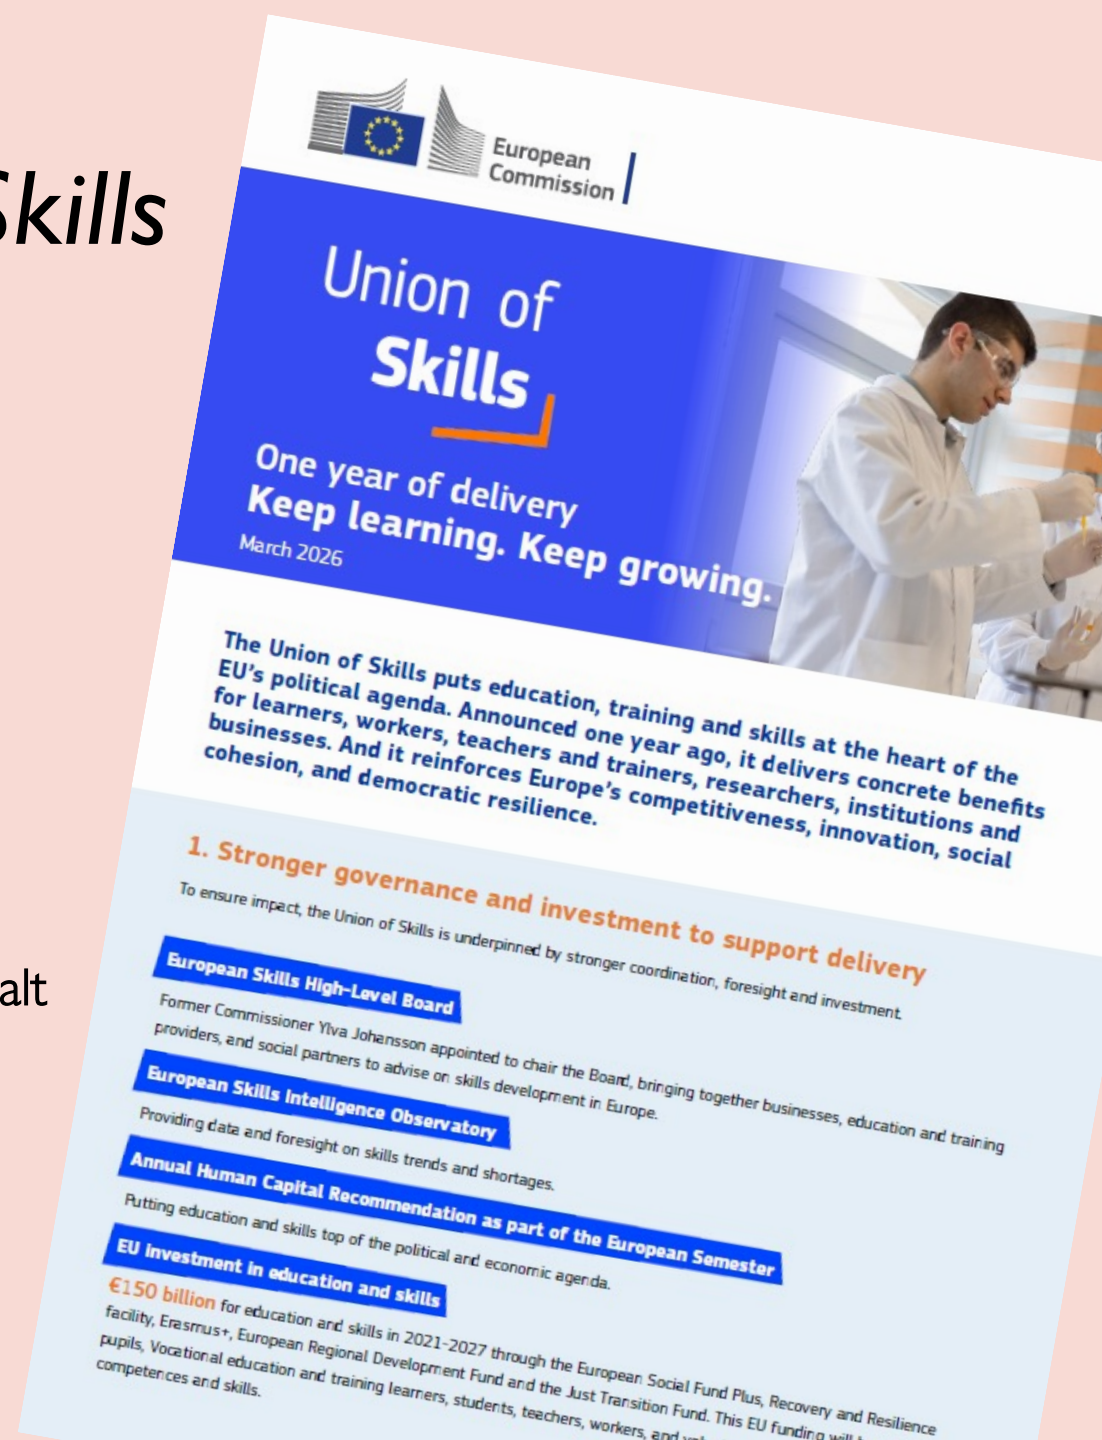 Skills
European
Commission
Union of
Skills
One year of delivery
Keep learning. Keep growing.
March 2026
The Union of Skills puts education, training and skills at the heart of the
EU's political agenda. Announced one year ago, it delivers concrete benefits
for learners, workers, teachers and trainers, researchers, institutions and
businesses. And it reinforces Europe's competitiveness, innovation, social
cohesion, and democratic resilience.
1. Stronger governance and investment to support delivery
To ensure impact, the Union of Skills is underpinned by stronger coordination, foresight and investment.
European Skills High-Level Board
alt
Former Commissioner Ylva Johansson appointed to chair the Board, bringing together businesses, education and training
providers, and social partners to advise on skills development in Europe.
European Skills Intelligence Observatory
Providing data and foresight on skills trends and shortages.
Annual Human Capital Recommendation as part of the European Semester
Putting education and skills top of the political and economic agenda.
EU investment in education and skills
€150 billion for education and skills in 2021-2027 through the European Social Fund Plus, Recovery and Resilience
facility, Erasmus+, European Regional Development Fund and the Just Transition Fund. This EU funding will
pupils, Vocational education and training learners, students, teachers, workers, and
competences and skills.